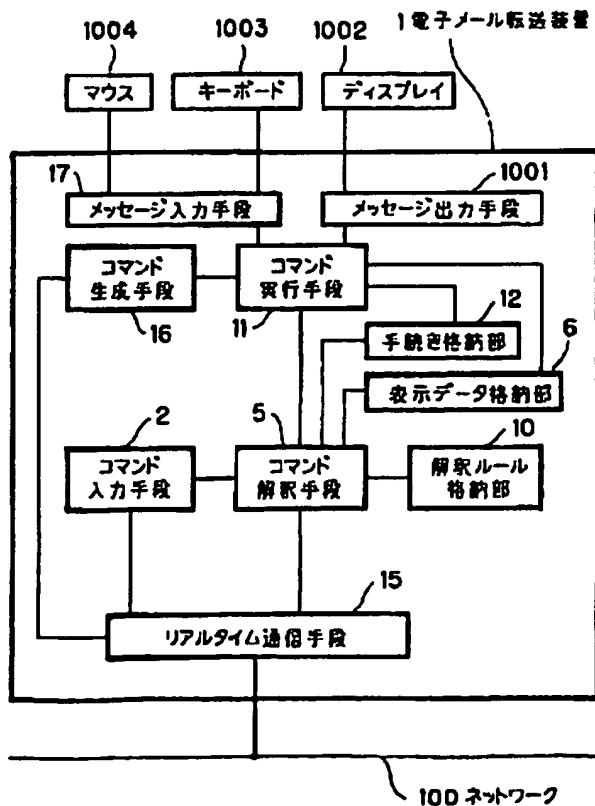 1004
1003
1002
1電子メール転送装置
マウス
キーボード
ディスプレイ
17
1001
メッセージ入力手段
メッセージ出力手段
コマンド
生成手段
コマンド
実行手段
16
11
12
手続き格納部
6
表示データ格納部
2
5
10
コマンド
入力手段
コマンド
解釈手段
解釈ルール
格納部
15
リアルタイム通信手段
100 ネットワーク